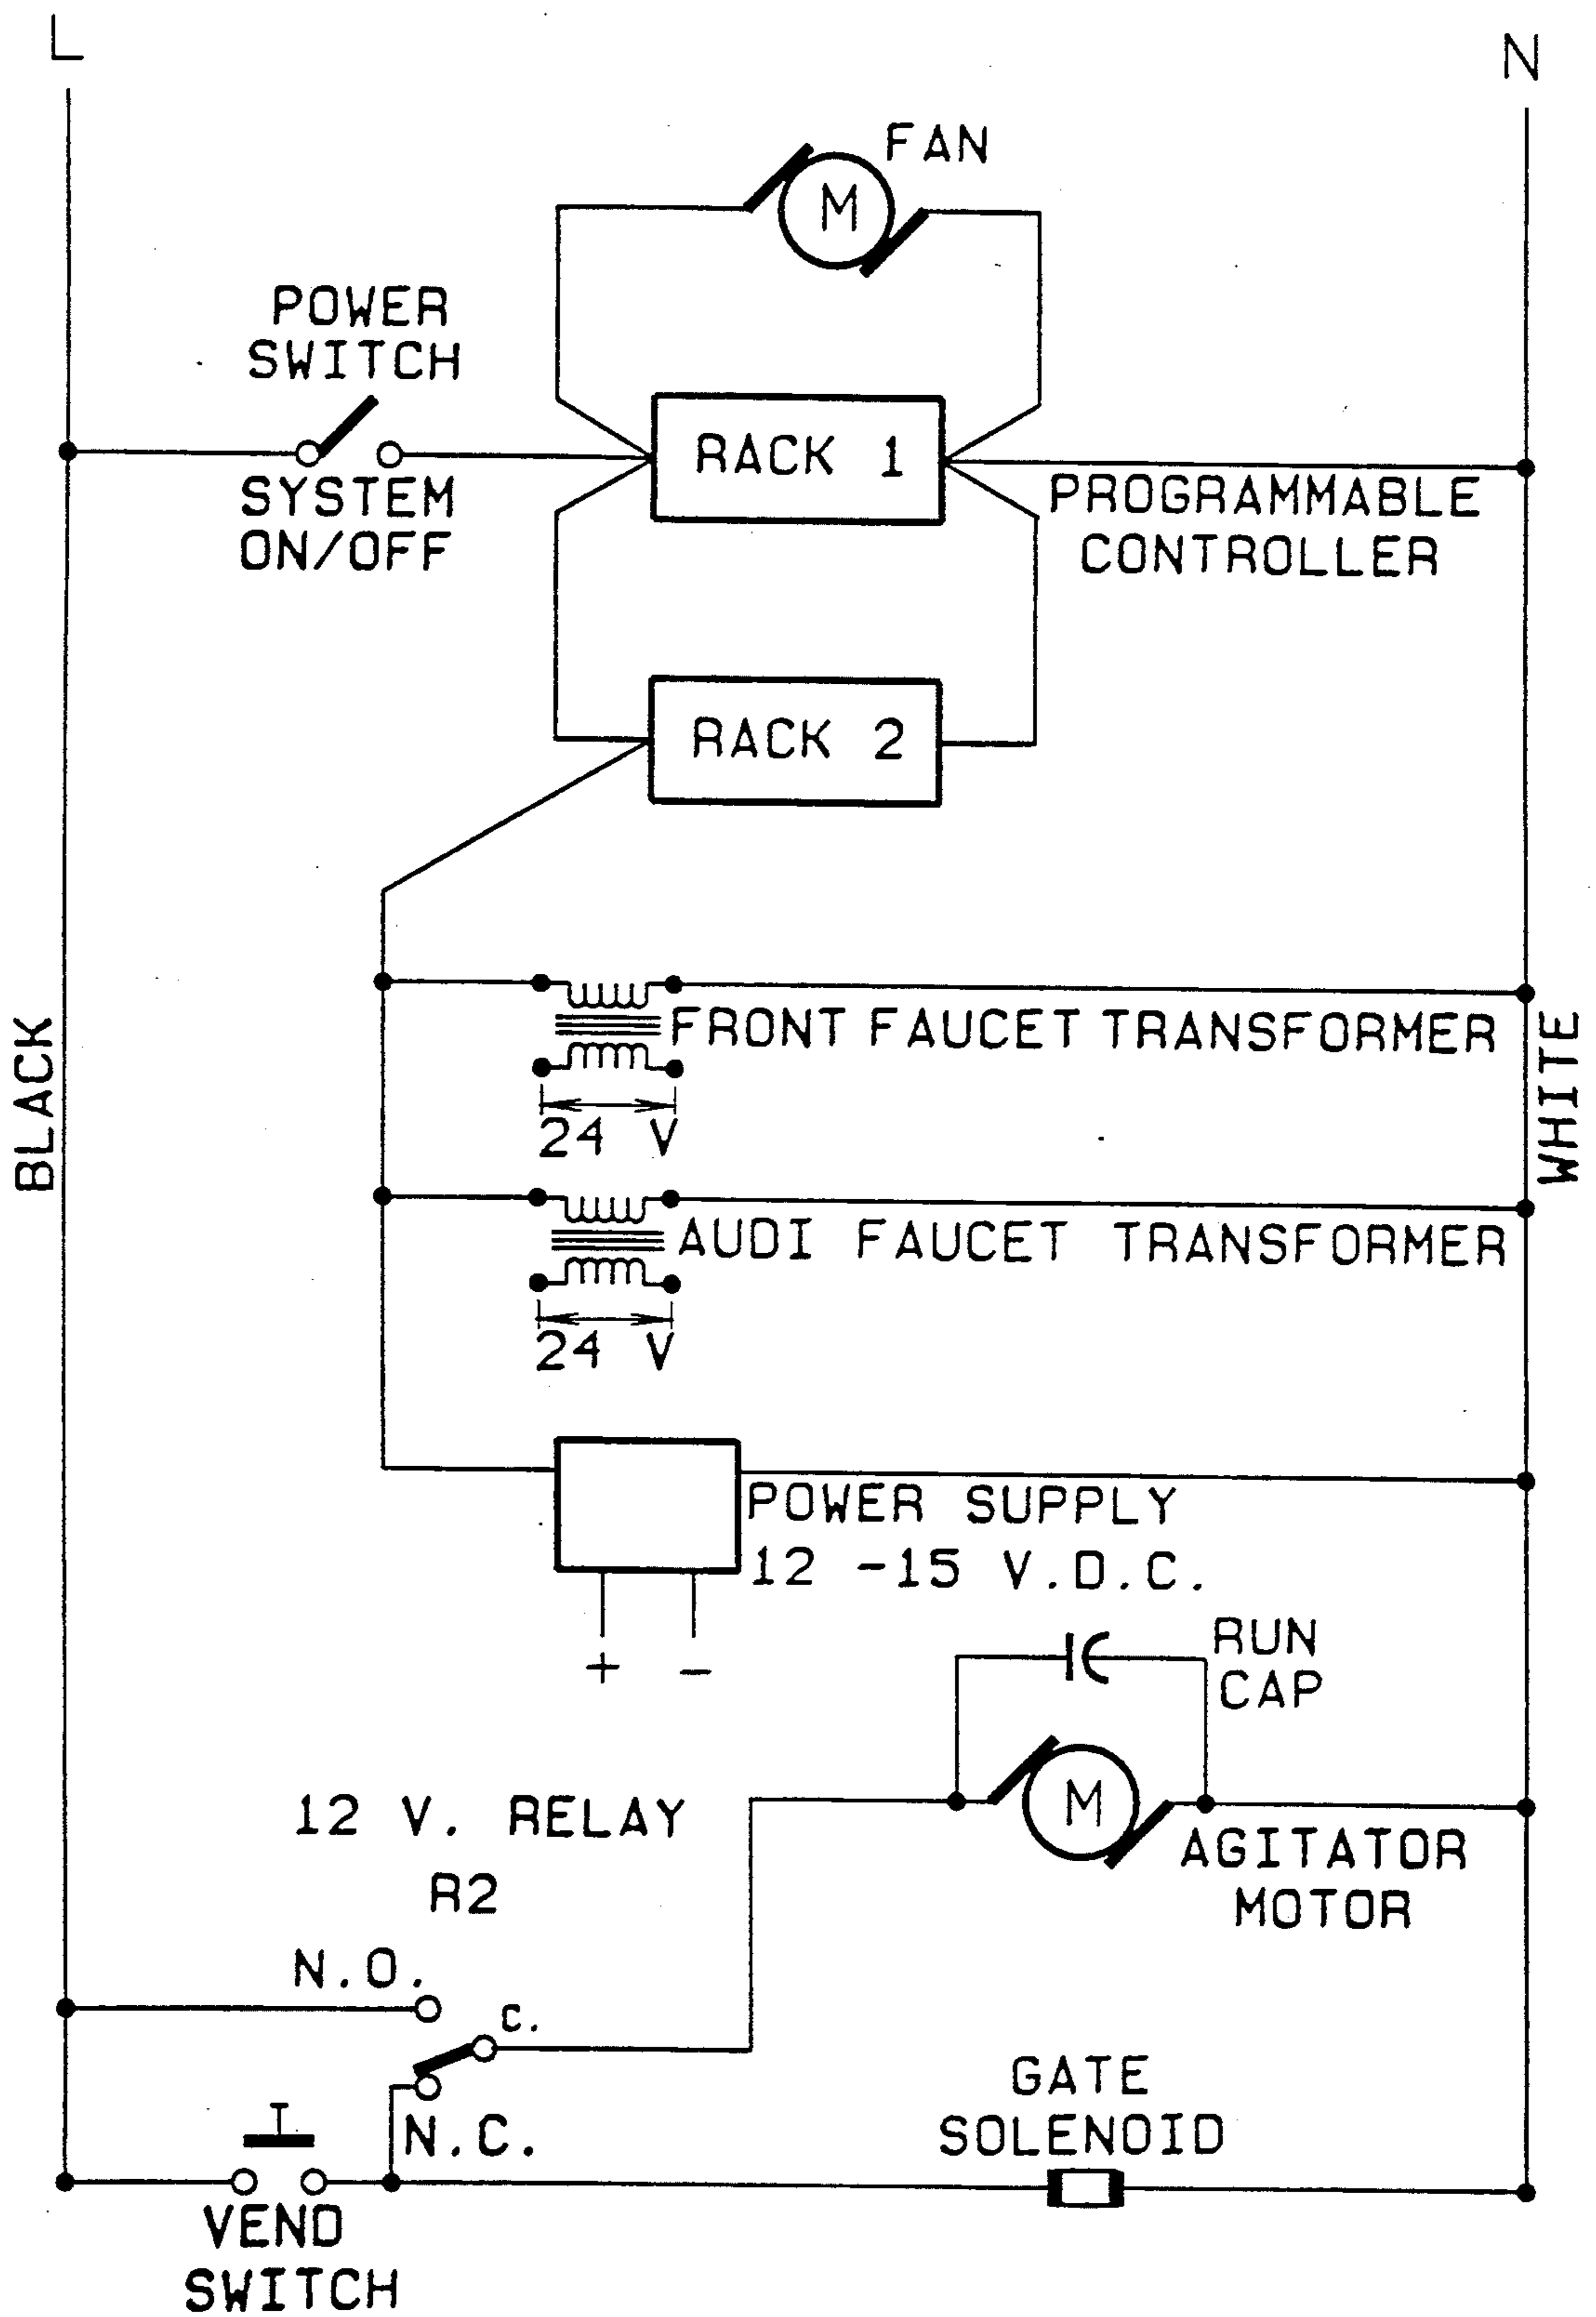 L
N
FAN
M
POWER
SWITCH
RACK 1
SYSTEM
ON/OFF
PROGRAMMABLE
CONTROLLER
RACK 2
BLACK
WHITE
FRONT FAUCET TRANSFORMER
24 V
AUDI FAUCET TRANSFORMER
24 V
POWER SUPPLY
12 -15 V.D.C.
+ -
RUN
CAP
M
AGITATOR
MOTOR
12 V. RELAY
R2
N.O.
C.
N.C.
GATE
SOLENOID
VEND
SWITCH